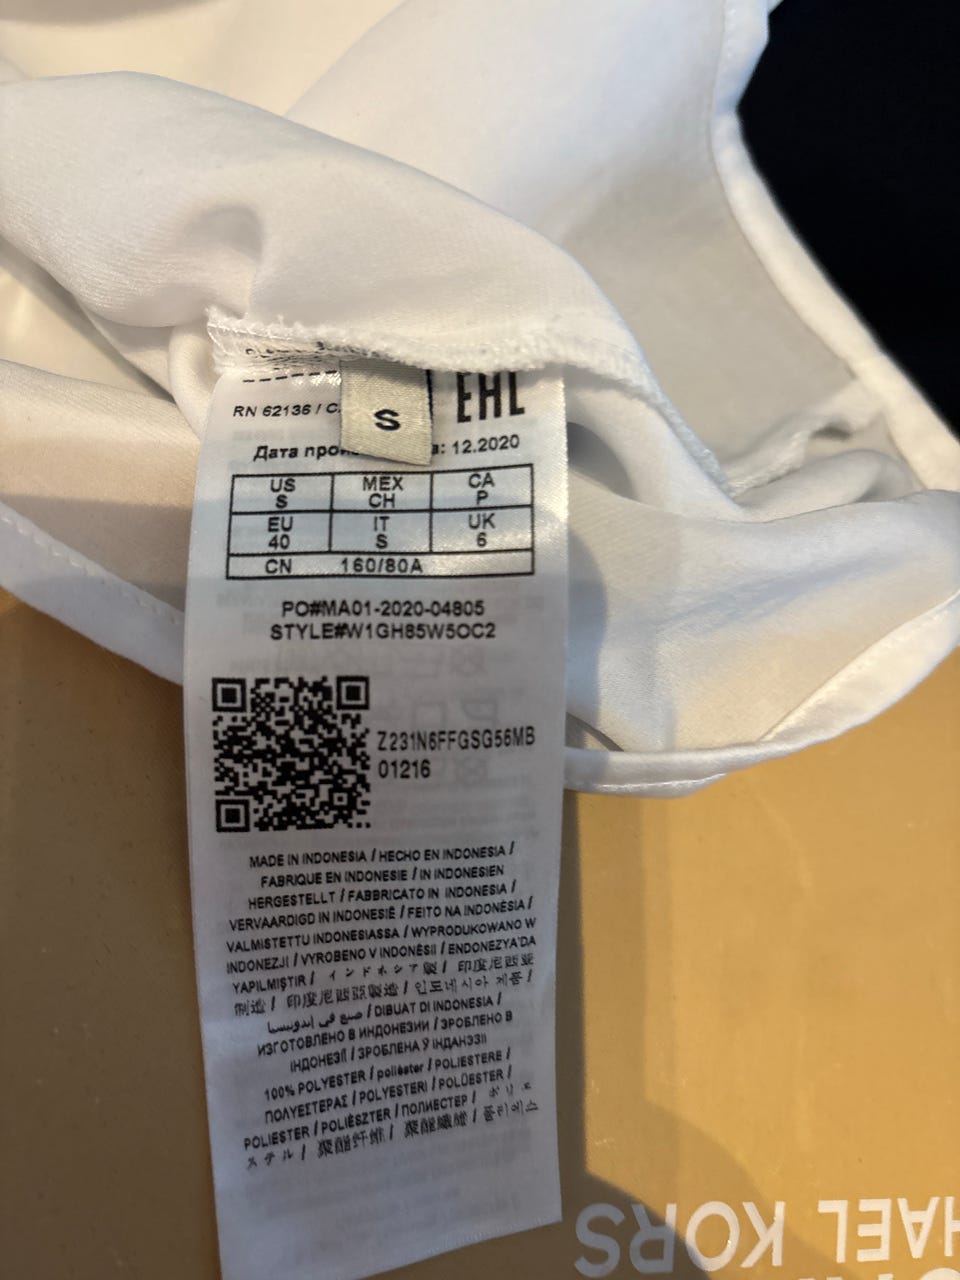 RN 62136 / C
S
EAC
Дата прои а: 12.2020
US MEX CA
S CH P
EU IT UK
40 S 6
CN 160/80A
PO#MA01-2020-04805
STYLE#W1GH85W5OC2
Z231N6FFGSG56MB
01216
MADE IN INDONESIA / HECHO EN INDONESIA /
FABRIQUE EN INDONESIE / IN INDONESIEN
HERGESTELLT / FABBRICATO IN INDONESIA /
VERVAARDIGD IN INDONESIË / FEITO NA INDONÉSIA /
VALMISTETTU INDONESIASSA / WYPRODUKOWANO W
INDONEZJI / VYROBENO V INDONÉSII / ENDONEZYA'DA
YAPILMIŞTIR / インドネシア製 / 印度尼西亚
制造 / 印度尼西亞製造 / 인도네시아 제품 /
صنع في اندونيسيا / DIBUAT DI INDONESIA /
ИЗГОТОВЛЕНО В ИНДОНЕЗИИ / ЗРОБЛЕНО В
ІНДОНЕЗІЇ / ЗРОБЛЕНА Ў ІНДАНЭЗІІ
100% POLYESTER / poliéster / POLIESTERE /
ΠΟΛΥΕΣΤΕΡΑΣ / POLYESTERI / POLÜESTER /
POLIESTER / POLIÉSZTER / ПОЛИЕСТЕР / ポリエ
ステル / 聚酯纤维 / 聚酯纖維 / 폴리에스
HAEL KORS